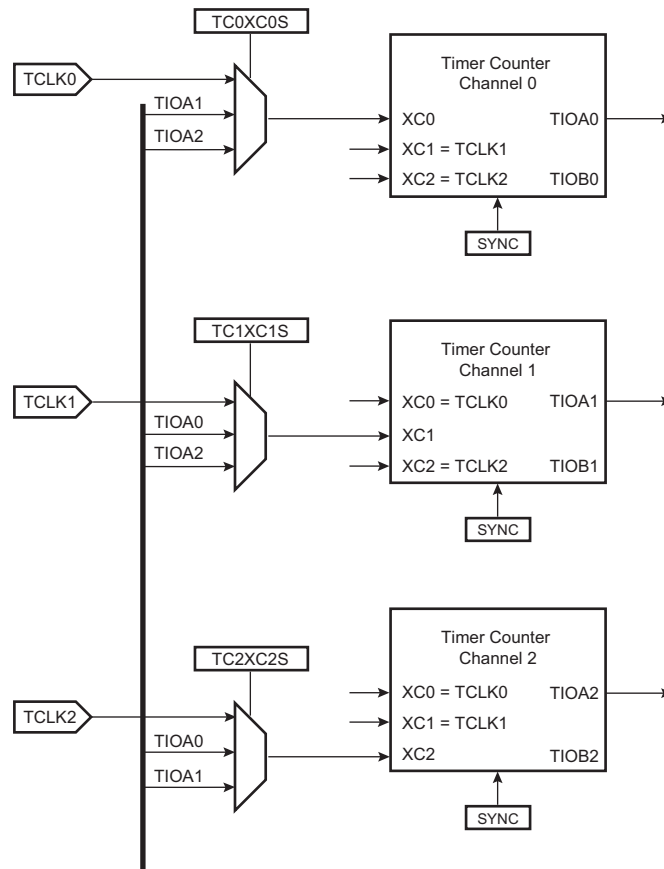 TC0XC0S
TCLK0
TIOA1
TIOA2
Timer Counter
Channel 0
XC0
TIOA0
XC1 = TCLK1
XC2 = TCLK2
TIOB0
SYNC
TC1XC1S
TCLK1
TIOA0
TIOA2
Timer Counter
Channel 1
XC0 = TCLK0
TIOA1
XC1
XC2 = TCLK2
TIOB1
SYNC
TC2XC2S
TCLK2
TIOA0
TIOA1
Timer Counter
Channel 2
XC0 = TCLK0
TIOA2
XC1 = TCLK1
XC2
TIOB2
SYNC